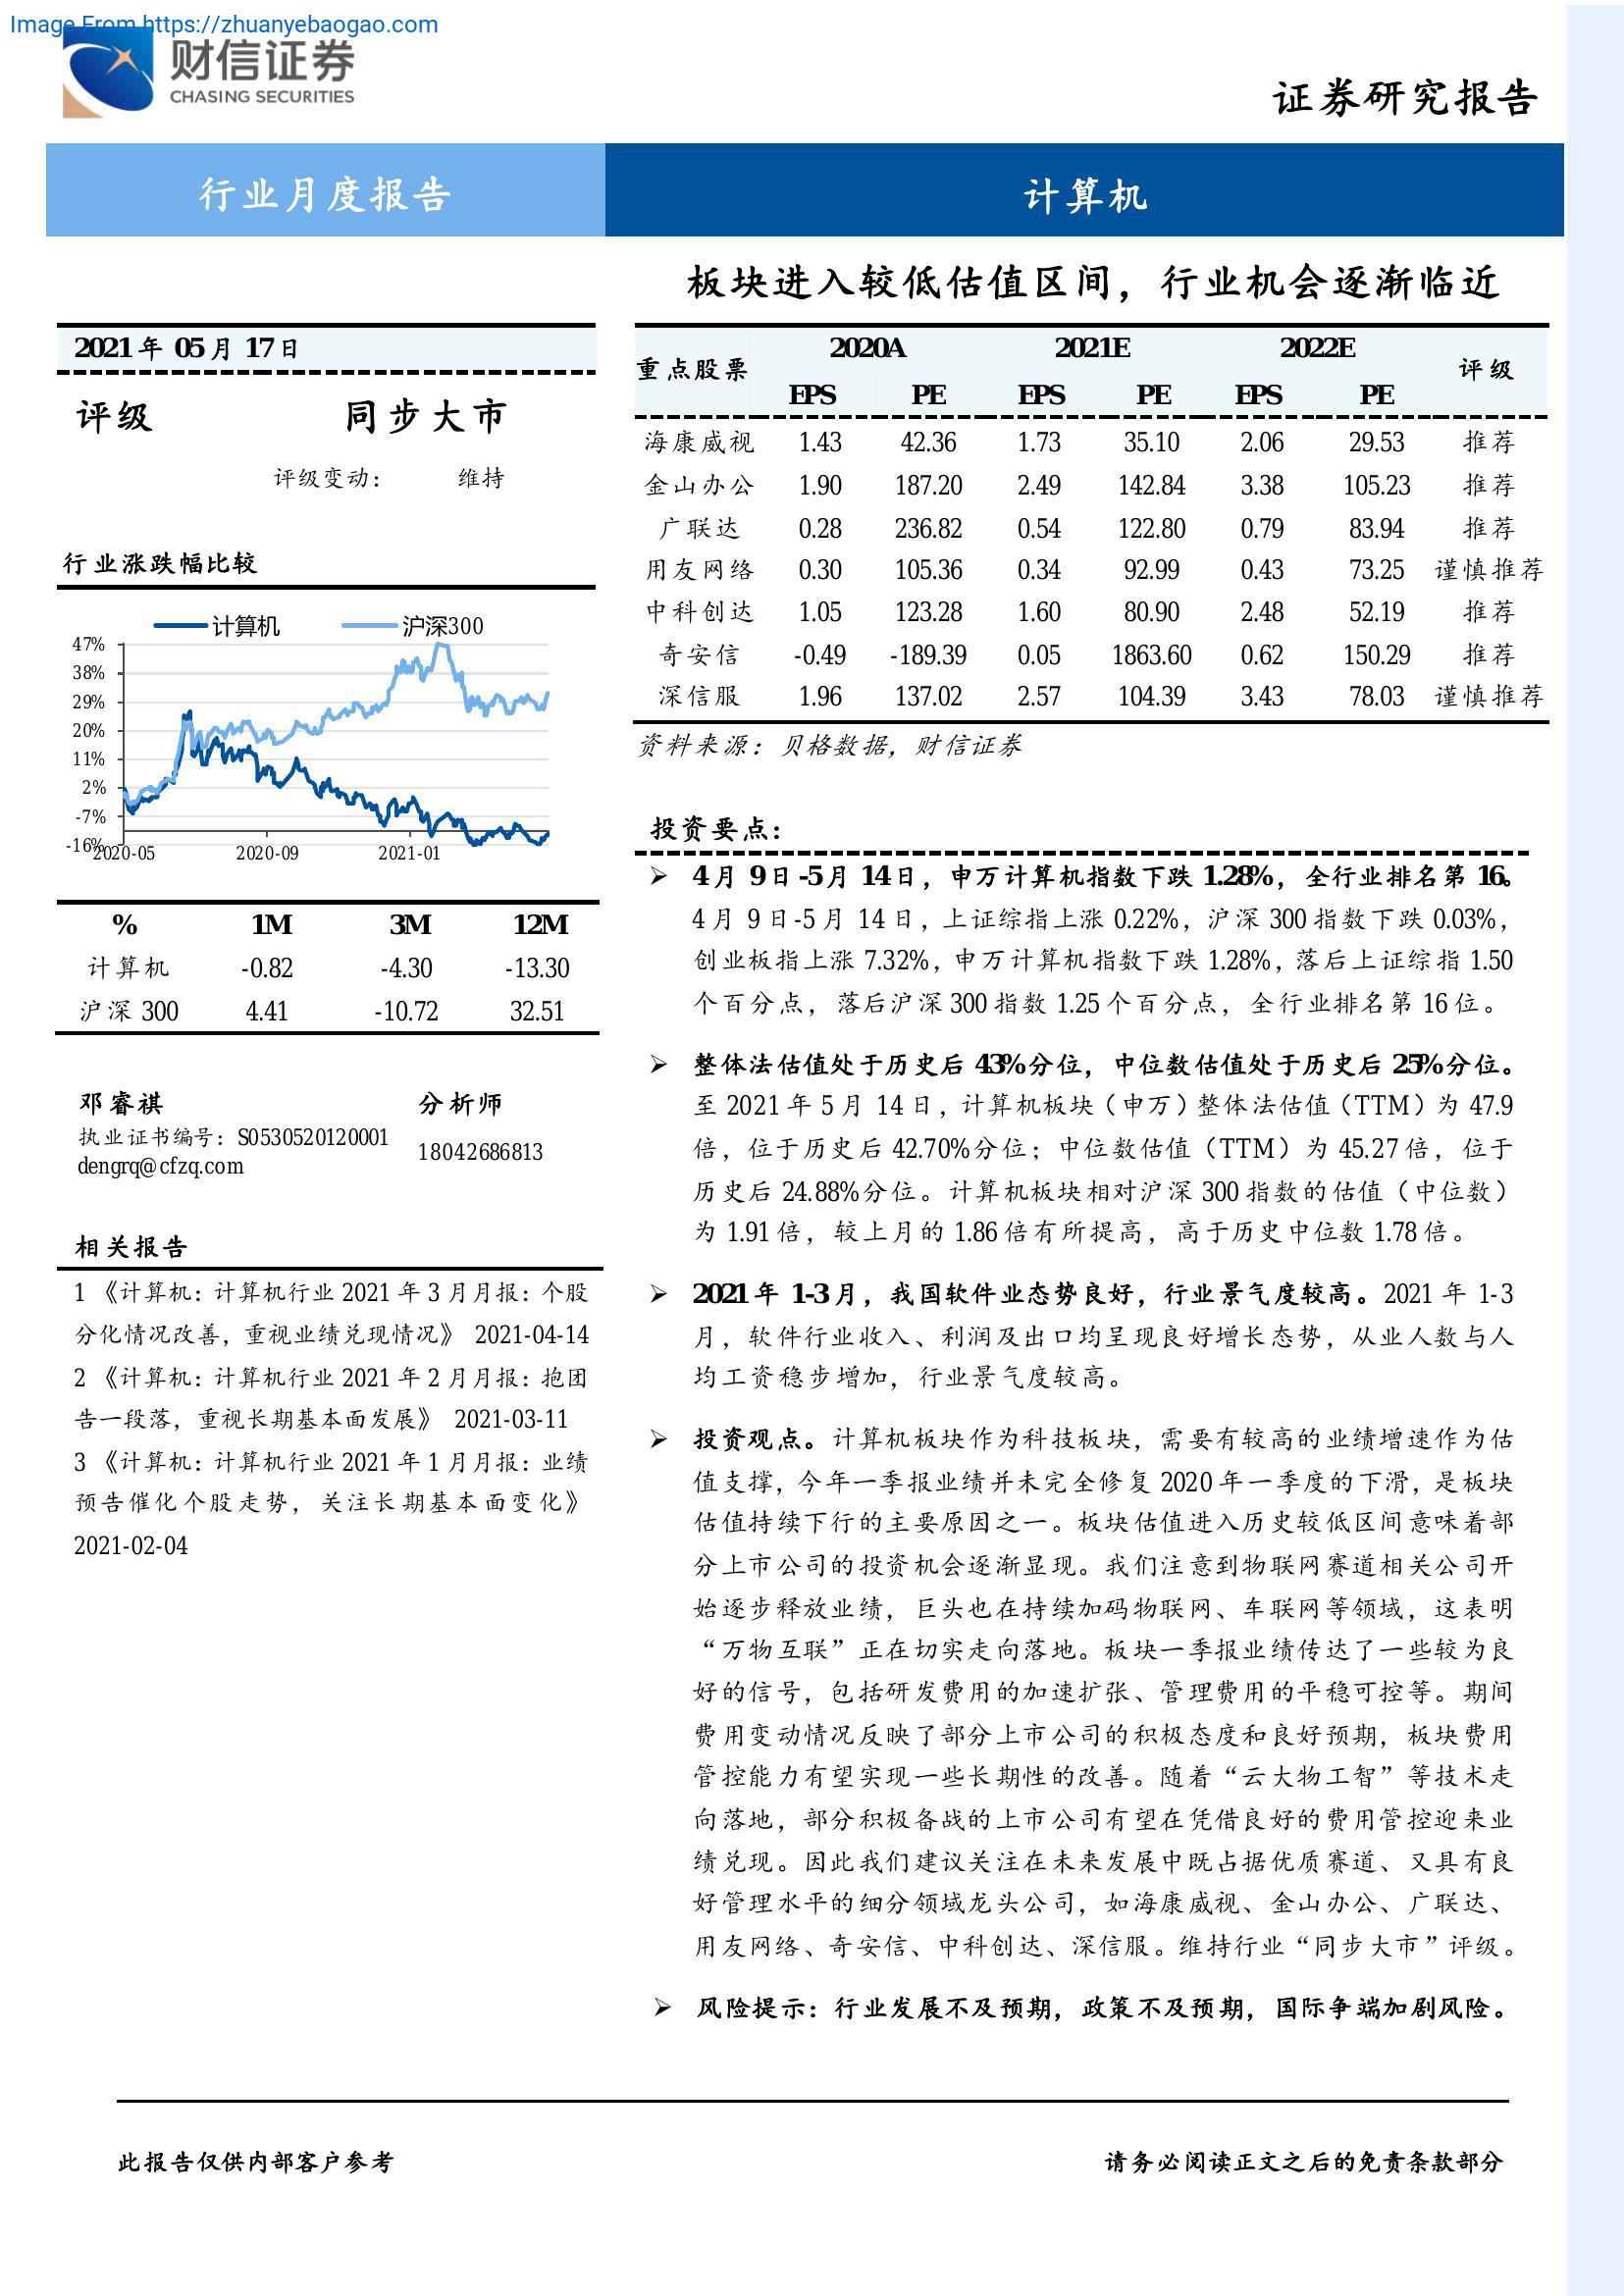 Image From https://zhuanyebaogao.com
财信证券
CHASING SECURITIES
证券研究报告
行业月度报告
计算机
板块进入较低估值区间，行业机会逐渐临近
2021年 05月 17日
评级 同步大市
评级变动： 维持
行业涨跌幅比较
计算机 沪深300
47%
38%
29%
20%
11%
2%
-7%
-16%
2020-05 2020-09 2021-01
% 1M 3M 12M
计算机 -0.82 -4.30 -13.30
沪深 300 4.41 -10.72 32.51
邓睿祺 分析师
执业证书编号：S0530520120001
dengrq@cfzq.com
18042686813
相关报告
1 《计算机：计算机行业 2021 年 3 月月报：个股
分化情况改善，重视业绩兑现情况》 2021-04-14
2 《计算机：计算机行业 2021 年 2 月月报：抱团
告一段落，重视长期基本面发展》 2021-03-11
3 《计算机：计算机行业 2021 年 1 月月报：业绩
预告催化个股走势，关注长期基本面变化》
2021-02-04
重点股票 2020A 2021E 2022E 评级
EPS PE EPS PE EPS PE
海康威视 1.43 42.36 1.73 35.10 2.06 29.53 推荐
金山办公 1.90 187.20 2.49 142.84 3.38 105.23 推荐
广联达 0.28 236.82 0.54 122.80 0.79 83.94 推荐
用友网络 0.30 105.36 0.34 92.99 0.43 73.25 谨慎推荐
中科创达 1.05 123.28 1.60 80.90 2.48 52.19 推荐
奇安信 -0.49 -189.39 0.05 1863.60 0.62 150.29 推荐
深信服 1.96 137.02 2.57 104.39 3.43 78.03 谨慎推荐
资料来源：贝格数据，财信证券
投资要点：
➢ 4月 9日-5月 14日，申万计算机指数下跌 1.28%，全行业排名第 16。
4 月 9 日-5 月 14 日，上证综指上涨 0.22%，沪深 300 指数下跌 0.03%，
创业板指上涨 7.32%，申万计算机指数下跌 1.28%，落后上证综指 1.50
个百分点，落后沪深 300 指数 1.25 个百分点，全行业排名第 16 位。
➢ 整体法估值处于历史后 43%分位，中位数估值处于历史后 25%分位。
至 2021 年 5 月 14 日，计算机板块（申万）整体法估值（TTM）为 47.9
倍，位于历史后 42.70%分位；中位数估值（TTM）为 45.27 倍，位于
历史后 24.88%分位。计算机板块相对沪深 300 指数的估值（中位数）
为 1.91 倍，较上月的 1.86 倍有所提高，高于历史中位数 1.78 倍。
➢ 2021 年 1-3 月，我国软件业态势良好，行业景气度较高。2021 年 1-3
月，软件行业收入、利润及出口均呈现良好增长态势，从业人数与人
均工资稳步增加，行业景气度较高。
➢ 投资观点。计算机板块作为科技板块，需要有较高的业绩增速作为估
值支撑，今年一季报业绩并未完全修复 2020 年一季度的下滑，是板块
估值持续下行的主要原因之一。板块估值进入历史较低区间意味着部
分上市公司的投资机会逐渐显现。我们注意到物联网赛道相关公司开
始逐步释放业绩，巨头也在持续加码物联网、车联网等领域，这表明
“万物互联”正在切实走向落地。板块一季报业绩传达了一些较为良
好的信号，包括研发费用的加速扩张、管理费用的平稳可控等。期间
费用变动情况反映了部分上市公司的积极态度和良好预期，板块费用
管控能力有望实现一些长期性的改善。随着“云大物工智”等技术走
向落地，部分积极备战的上市公司有望在凭借良好的费用管控迎来业
绩兑现。因此我们建议关注在未来发展中既占据优质赛道、又具有良
好管理水平的细分领域龙头公司，如海康威视、金山办公、广联达、
用友网络、奇安信、中科创达、深信服。维持行业“同步大市”评级。
➢ 风险提示：行业发展不及预期，政策不及预期，国际争端加剧风险。
此报告仅供内部客户参考
请务必阅读正文之后的免责条款部分